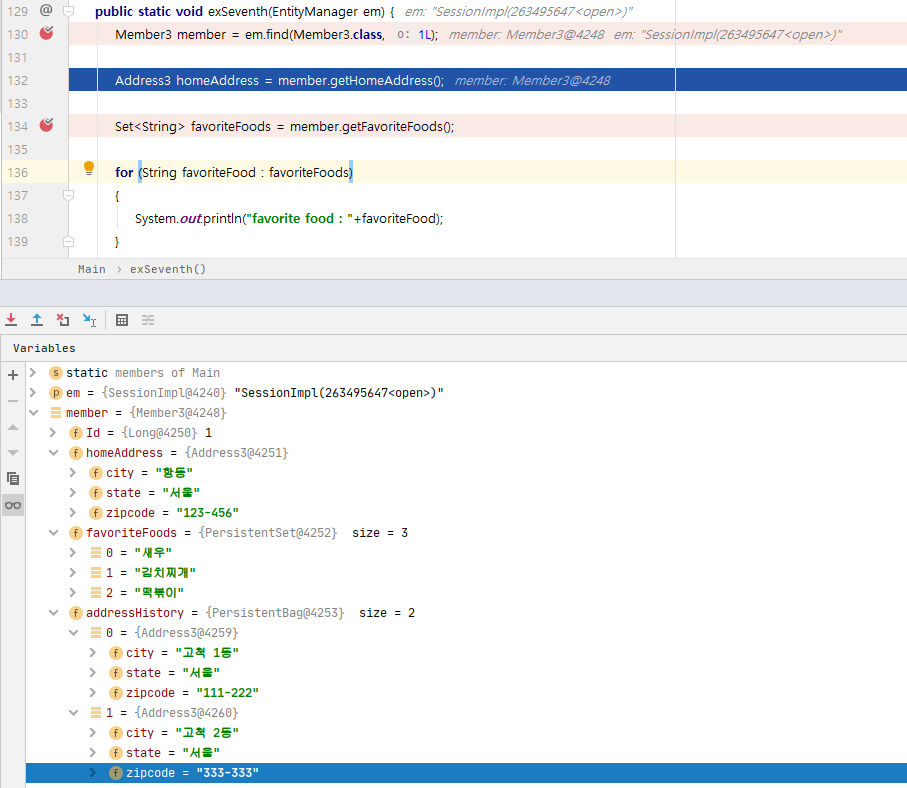 129 @ public static void exSeventh(EntityManager em) { em: "SessionImpl(263495647<open>)"
130 Member3 member = em.find(Member3.class, o: 1L); member: Member3@4248 em: "SessionImpl(263495647<open>)"
131
132 Address3 homeAddress = member.getHomeAddress(); member: Member3@4248
133
134 Set<String> favoriteFoods = member.getFavoriteFoods();
135
136 for (String favoriteFood : favoriteFoods)
137 {
138 System.out.println("favorite food : "+favoriteFood);
139 }
Main › exSeventh()
Variables
s static members of Main
p em = {SessionImpl@4240} "SessionImpl(263495647<open>)"
member = {Member3@4248}
f Id = {Long@4250} 1
f homeAddress = {Address3@4251}
f city = "항동"
f state = "서울"
f zipcode = "123-456"
f favoriteFoods = {PersistentSet@4252} size = 3
0 = "새우"
1 = "김치찌개"
2 = "떡볶이"
f addressHistory = {PersistentBag@4253} size = 2
0 = {Address3@4259}
f city = "고척 1동"
f state = "서울"
f zipcode = "111-222"
1 = {Address3@4260}
f city = "고척 2동"
f state = "서울"
f zipcode = "333-333"